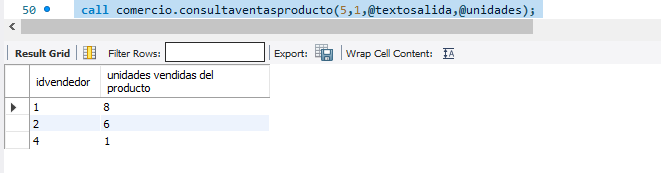 50 call comercio.consultaventasproducto(5,1,@textosalida,@unidades);
Result Grid Filter Rows: Export: Wrap Cell Content: IA
idvendedor unidades vendidas del
producto
1 8
2 6
4 1